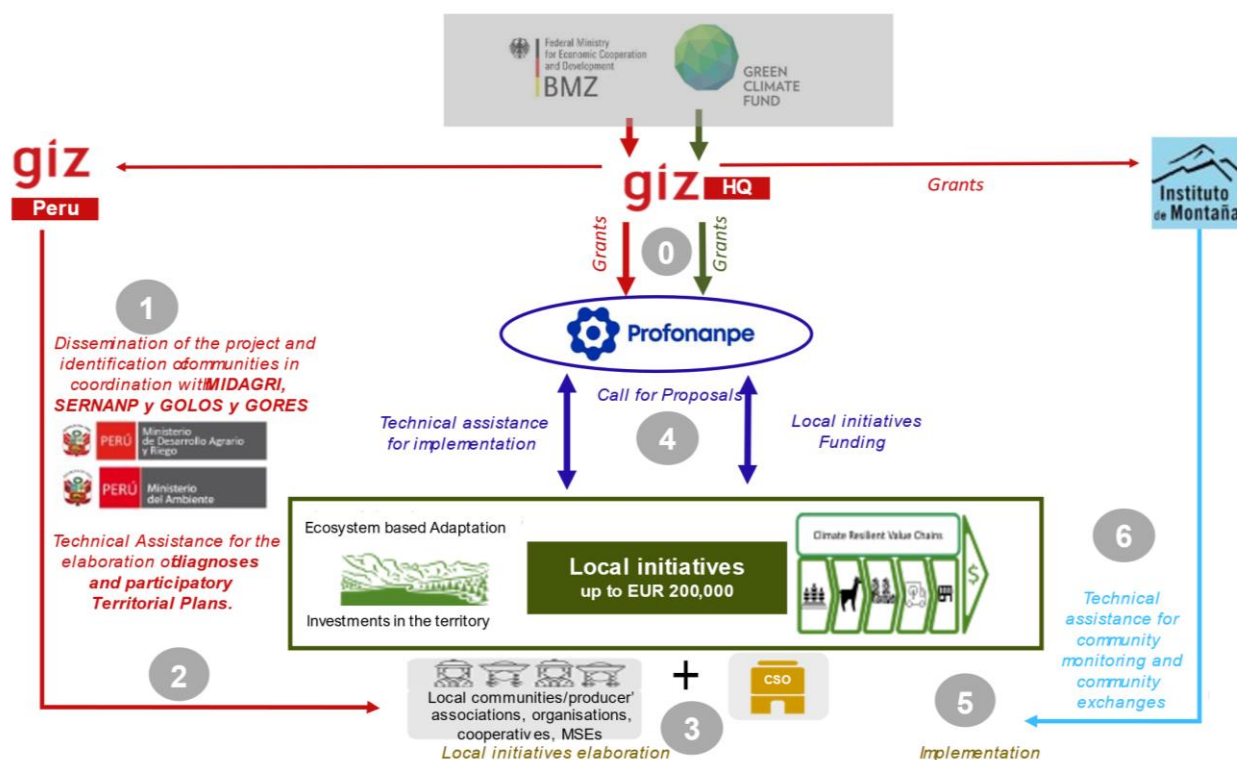 Federal Ministry
for Economic Cooperation
and Development
BMZ
GREEN
CLIMATE
FUND
giz
Peru
giz HQ
Grants
Instituto
de Montaña
Grants
0
Grants
Profonanpe
1
Dissemination of the project and
identification ofcommunities in
coordination withMIDAGRI,
SERNANP y GOLOS y GORES
PERÚ
Ministerio
de Desarrollo Agrario
y Riego
PERÚ
Ministerio
del Ambiente
Call for Proposals
Technical assistance
for implementation
4
Local initiatives
Funding
Technical Assistance for the
elaboration ofdiagnoses
and participatory
Territorial Plans.
Ecosystem based Adaptation
Investments in the territory
Local initiatives
up to EUR 200,000
Climate Resilient Value Chains
$
6
Technical
assistance for
community
monitoring and
community
exchanges
2
Local communities/producer'
associations, organisations,
cooperatives, MSEs
+
CSO
3
Local initiatives elaboration
5
Implementation